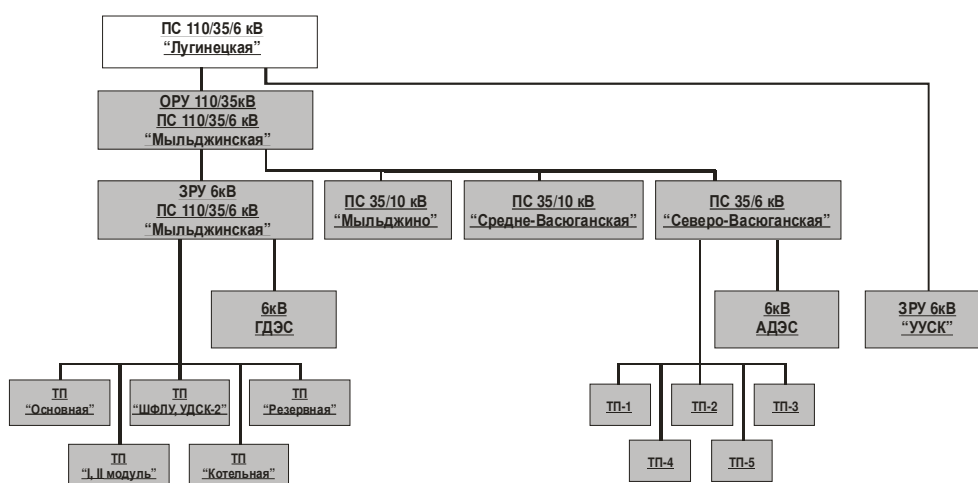 ПС 110/35/6 кВ
“Лугинецкая”
ОРУ 110/35кВ
ПС 110/35/6 кВ
“Мыльджинская”
ЗРУ 6кВ
ПС 110/35/6 кВ
“Мыльджинская”
ПС 35/10 кВ
“Мыльджино”
ПС 35/10 кВ
“Средне-Васюганская”
ПС 35/6 кВ
“Северо-Васюганская”
6кВ
ГДЭС
6кВ
АДЭС
ЗРУ 6кВ
“УУСК”
ТП
“Основная”
ТП
“ШФЛУ, УДСК-2”
ТП
“Резервная”
ТП-1
ТП-2
ТП-3
ТП
“I, II модуль”
ТП
“Котельная”
ТП-4
ТП-5